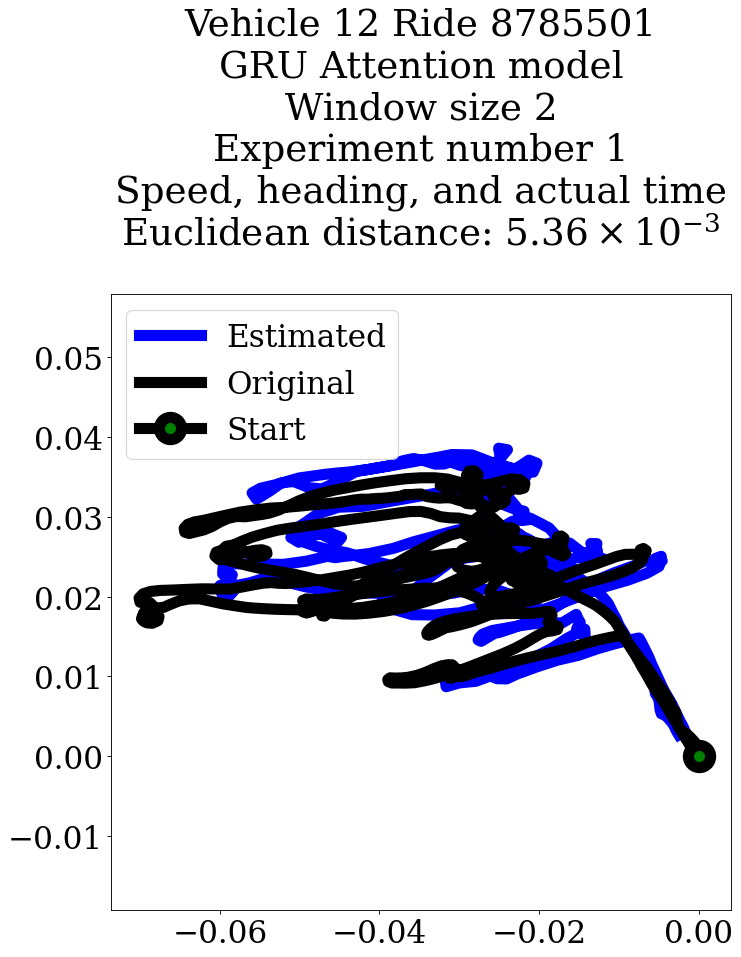 Vehicle 12 Ride 8785501
GRU Attention model
Window size 2
Experiment number 1
Speed, heading, and actual time
Euclidean distance: 5.36 × 10⁻³
Estimated
Original
Start
0.05
0.04
0.03
0.02
0.01
0.00
−0.01
−0.06 −0.04 −0.02 0.00